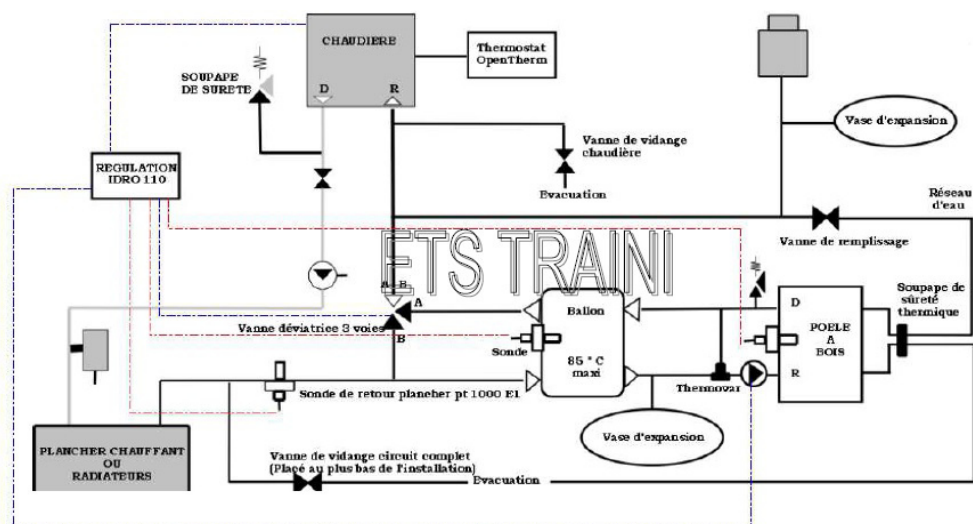 CHAUDIERE
D
R
Thermostat
OpenTherm
SOUPAPE
DE SURETE
Vase d'expansion
Vanne de vidange
chaudière
Evacuation
REGULATION
IDRO 110
Réseau
d'eau
Vanne de remplissage
ETS TRAINI
A
B
A
Vanne déviatrice 3 voies
B
Ballon
85 ° C
maxi
Sonde
Soupape de
sûreté
thermique
D
POELE
A
BOIS
R
Thermovar
Sonde de retour plancher pt 1000 E1
Vase d'expansion
PLANCHER CHAUFFANT
OU
RADIATEURS
Vanne de vidange circuit complet
(Plaçé au plus bas de l'installation)
Evacuation